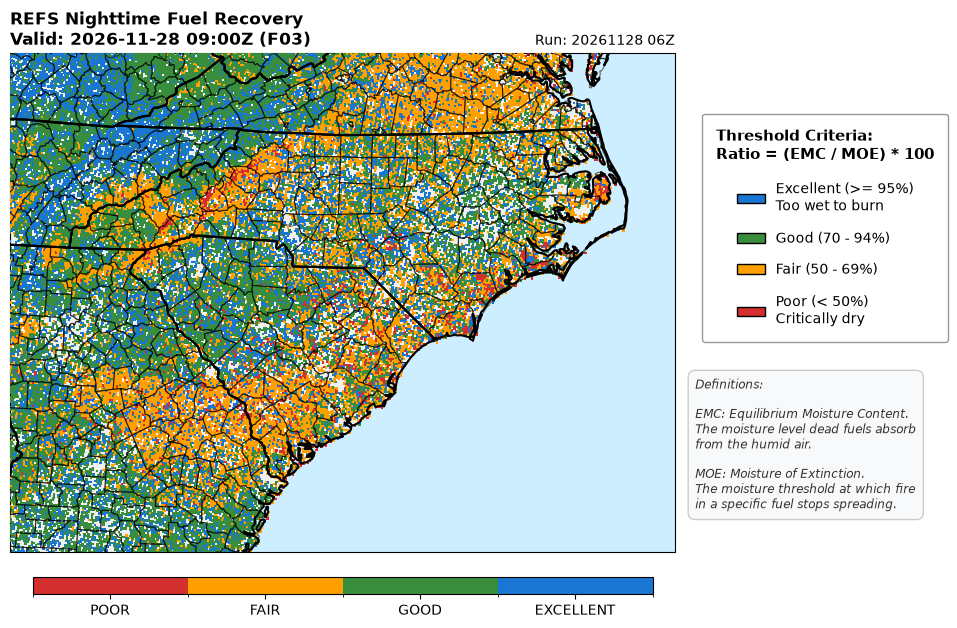 REFS Nighttime Fuel Recovery
Valid: 2026-11-28 09:00Z (F03)
Run: 20261128 06Z
Threshold Criteria:
Ratio = (EMC / MOE) * 100
Excellent (>= 95%)
Too wet to burn
Good (70 - 94%)
Fair (50 - 69%)
Poor (< 50%)
Critically dry
Definitions:
EMC: Equilibrium Moisture Content.
The moisture level dead fuels absorb
from the humid air.
MOE: Moisture of Extinction.
The moisture threshold at which fire
in a specific fuel stops spreading.
POOR
FAIR
GOOD
EXCELLENT